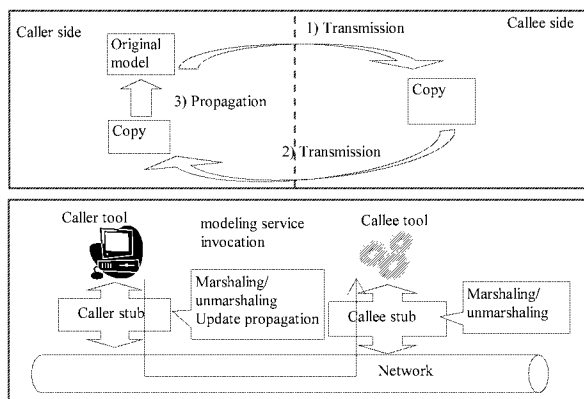 Caller side
1) Transmission
Callee side
Original
model
3) Propagation
Copy
Copy
2) Transmission
Caller tool
modeling service
invocation
Callee tool
Marshaling/
unmarshaling
Update propagation
Marshaling/
unmarshaling
Caller stub
Callee stub
Network